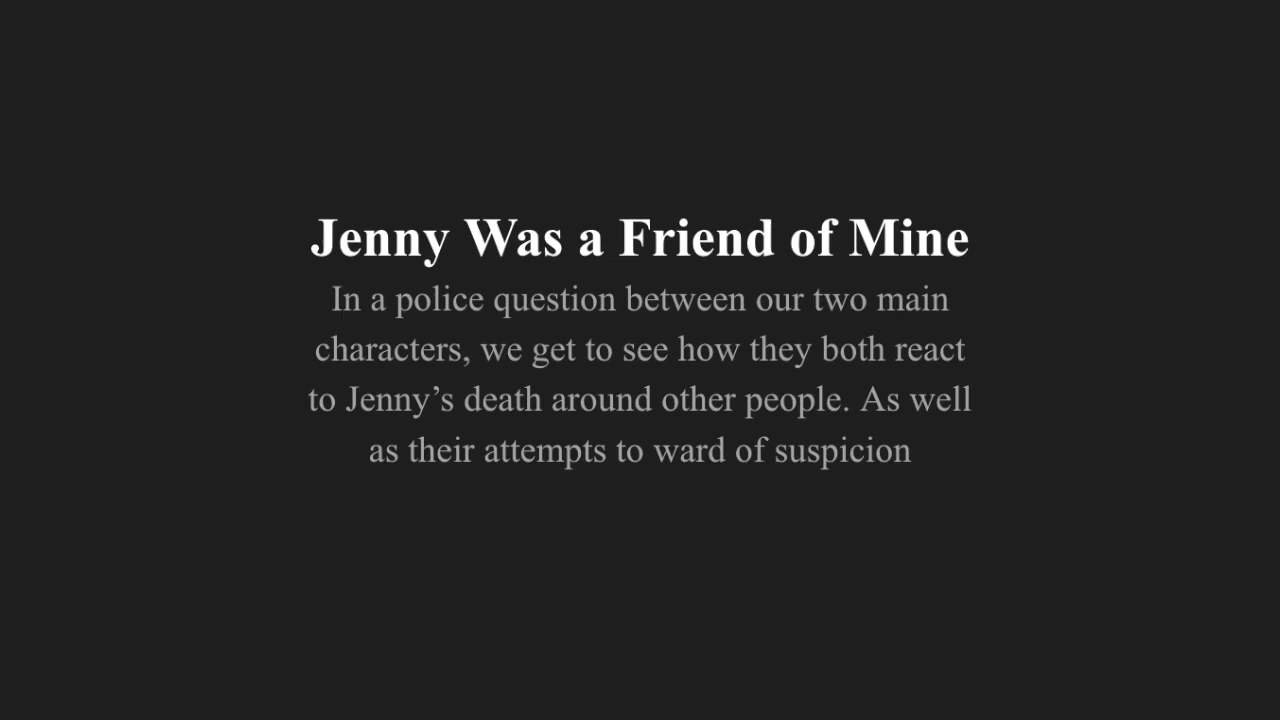 Jenny Was a Friend of Mine
In a police question between our two main
characters, we get to see how they both react
to Jenny’s death around other people. As well
as their attempts to ward of suspicion